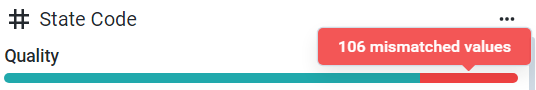 # State Code
106 mismatched values
Quality